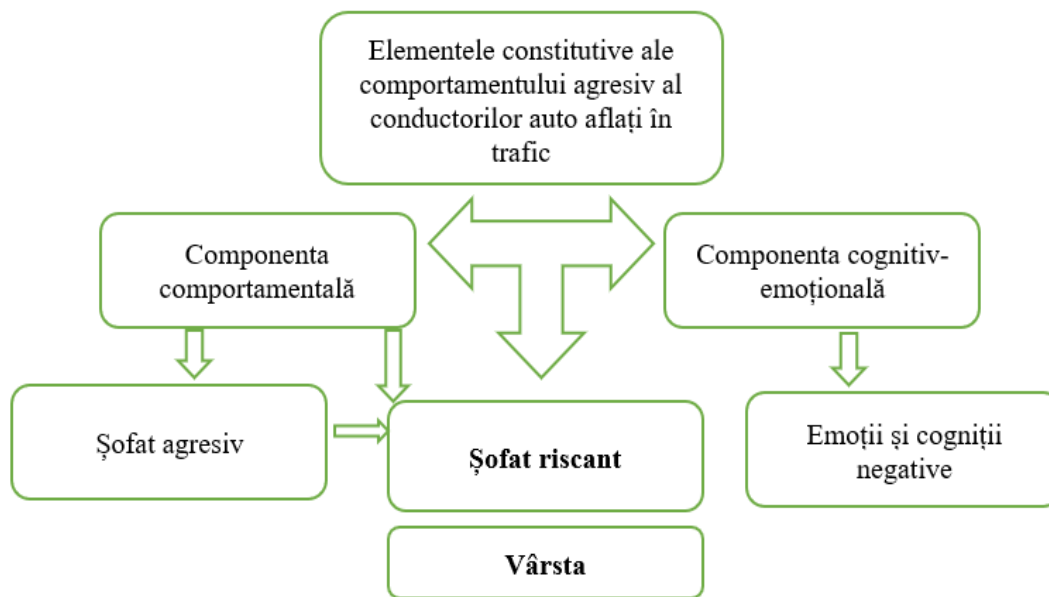 Elementele constitutive ale
comportamentului agresiv al
conductorilor auto aflați în
trafic
Componenta
comportamentală
Componenta cognitiv-
emoțională
Șofat agresiv
Șofat riscant
Emoții și cogniții
negative
Vârsta